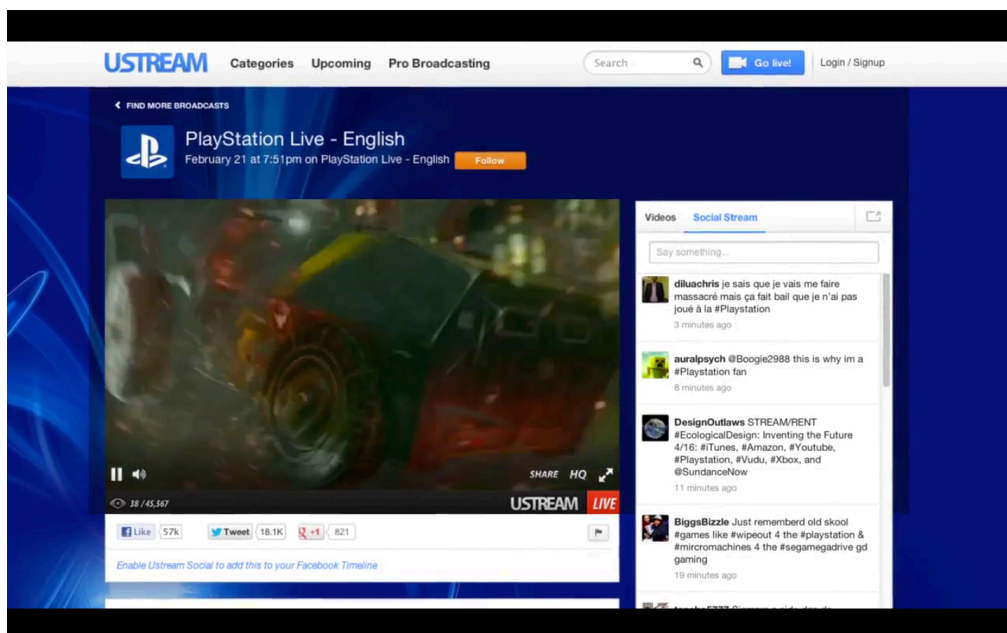 USTREAM Categories Upcoming Pro Broadcasting Search Go live! Login / Signup
FIND MORE BROADCASTS
PlayStation Live - English
February 21 at 7:51pm on PlayStation Live - English Follow
SHARE HQ
38 / 45,567 USTREAM LIVE
Like 57k Tweet 18.1K +1 821
Enable Ustream Social to add this to your Facebook Timeline
Videos Social Stream
Say something...
diluachris je sais que je vais me faire
massacré mais ça fait bail que je n'ai pas
joué à la #Playstation
3 minutes ago
auralpsych @Boogie2988 this is why im a
#Playstation fan
8 minutes ago
DesignOutlaws STREAM/RENT
#EcologicalDesign: Inventing the Future
4/16: #iTunes, #Amazon, #Youtube,
#Playstation, #Vudu, #Xbox, and
@SundanceNow
11 minutes ago
BiggsBizzle Just rememberd old skool
#games like #wipeout 4 the #playstation &
#mircromachines 4 the #segamegadrive gd
gaming
19 minutes ago